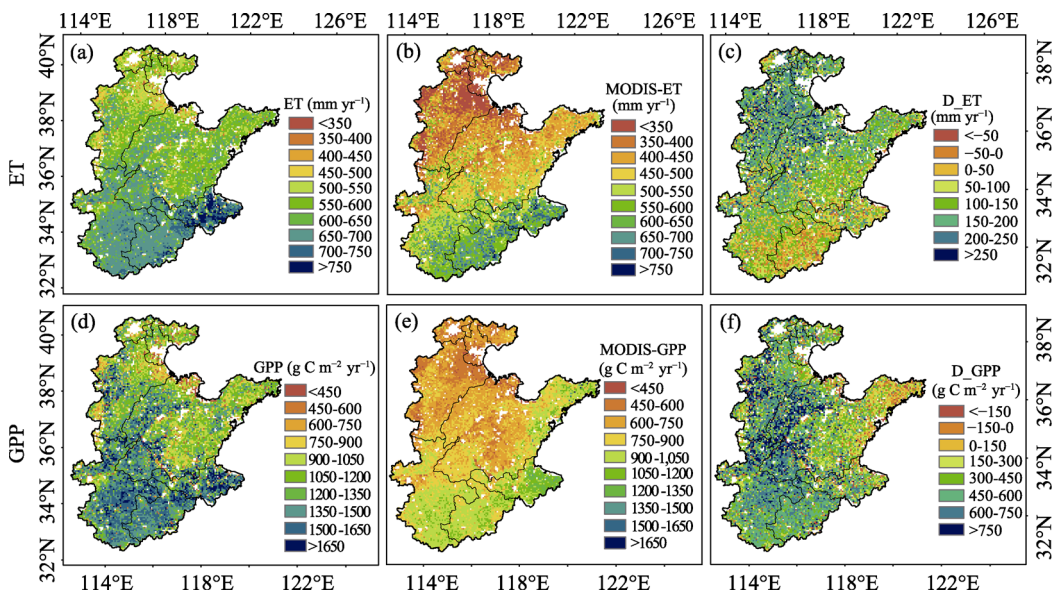 114°E 118°E 122°E 114°E 118°E 122°E 114°E 118°E 122°E
ET
40°N
38°N
36°N
34°N
32°N
(a)
ET (mm yr⁻¹)
<350
350-400
400-450
450-500
500-550
550-600
600-650
650-700
700-750
>750
(b)
MODIS-ET
(mm yr⁻¹)
<350
350-400
400-450
450-500
500-550
550-600
600-650
650-700
700-750
>750
(c)
D_ET
(mm yr⁻¹)
<−50
−50-0
0-50
50-100
100-150
150-200
200-250
>250
38°N
36°N
34°N
32°N
GPP
40°N
38°N
36°N
34°N
32°N
(d)
GPP (g C m⁻² yr⁻¹)
<450
450-600
600-750
750-900
900-1050
1050-1200
1200-1350
1350-1500
1500-1650
>1650
(e)
MODIS-GPP
(g C m⁻² yr⁻¹)
<450
450-600
600-750
750-900
900-1,050
1050-1200
1200-1350
1350-1500
1500-1650
>1650
(f)
D_GPP
(g C m⁻² yr⁻¹)
<−150
−150-0
0-150
150-300
300-450
450-600
600-750
>750
38°N
36°N
34°N
32°N
114°E 118°E 122°E 114°E 118°E 122°E 114°E 118°E 122°E